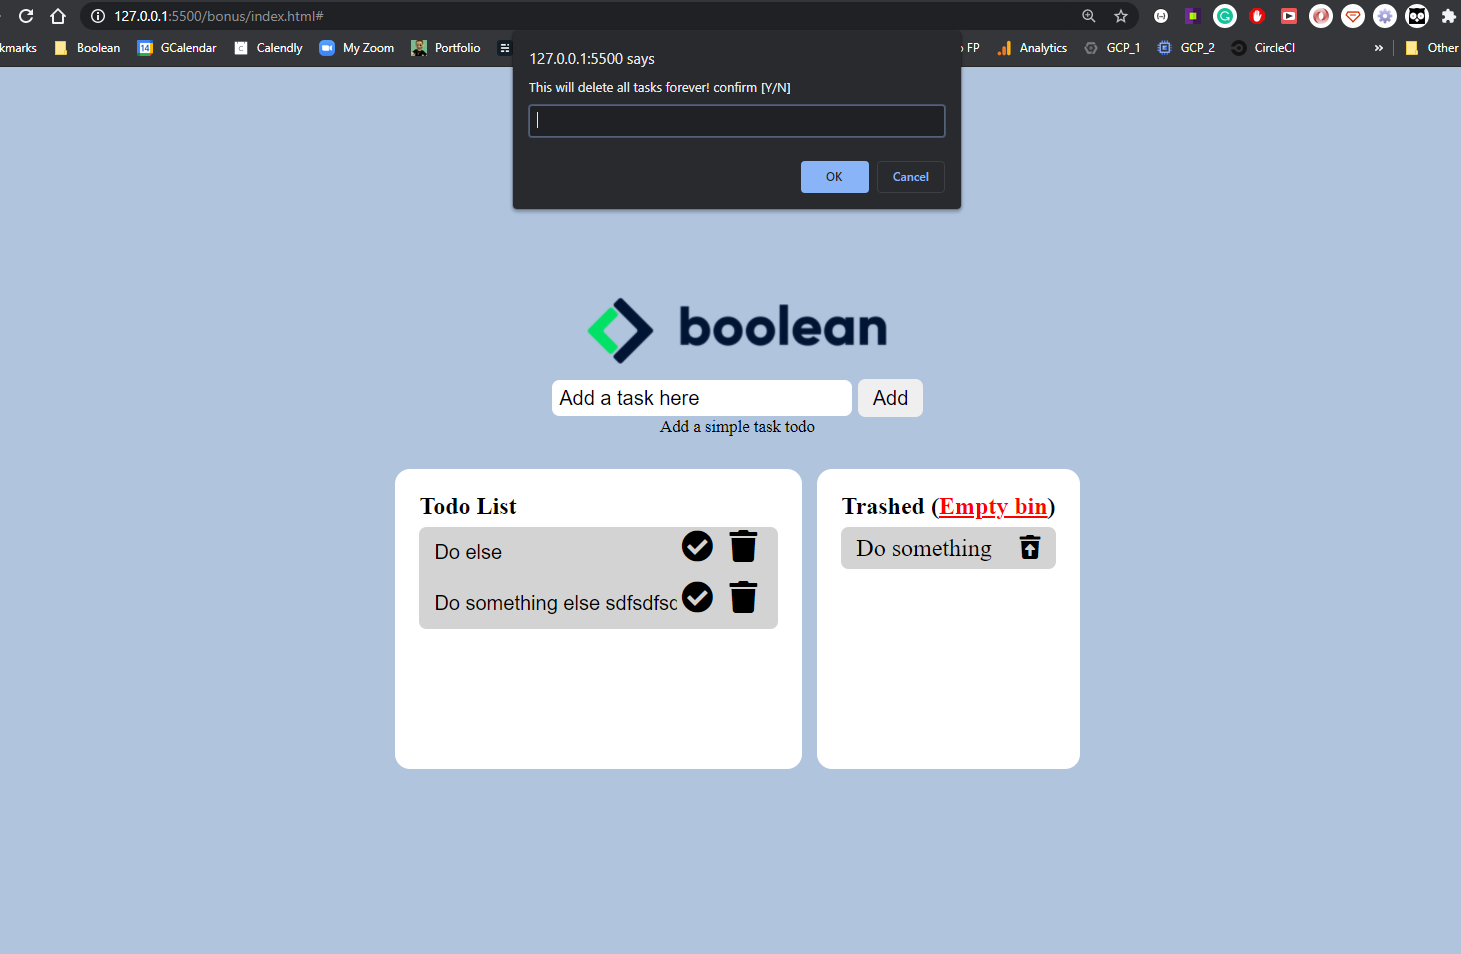 127.0.0.1:5500/bonus/index.html#
kmarks Boolean GCalendar Calendly My Zoom Portfolio FP Analytics GCP_1 GCP_2 CircleCI » Other
127.0.0.1:5500 says
This will delete all tasks forever! confirm [Y/N]
OK Cancel
boolean
Add a task here Add
Add a simple task todo
Todo List
Do else
Do something else sdfsdfsc
Trashed (Empty bin)
Do something